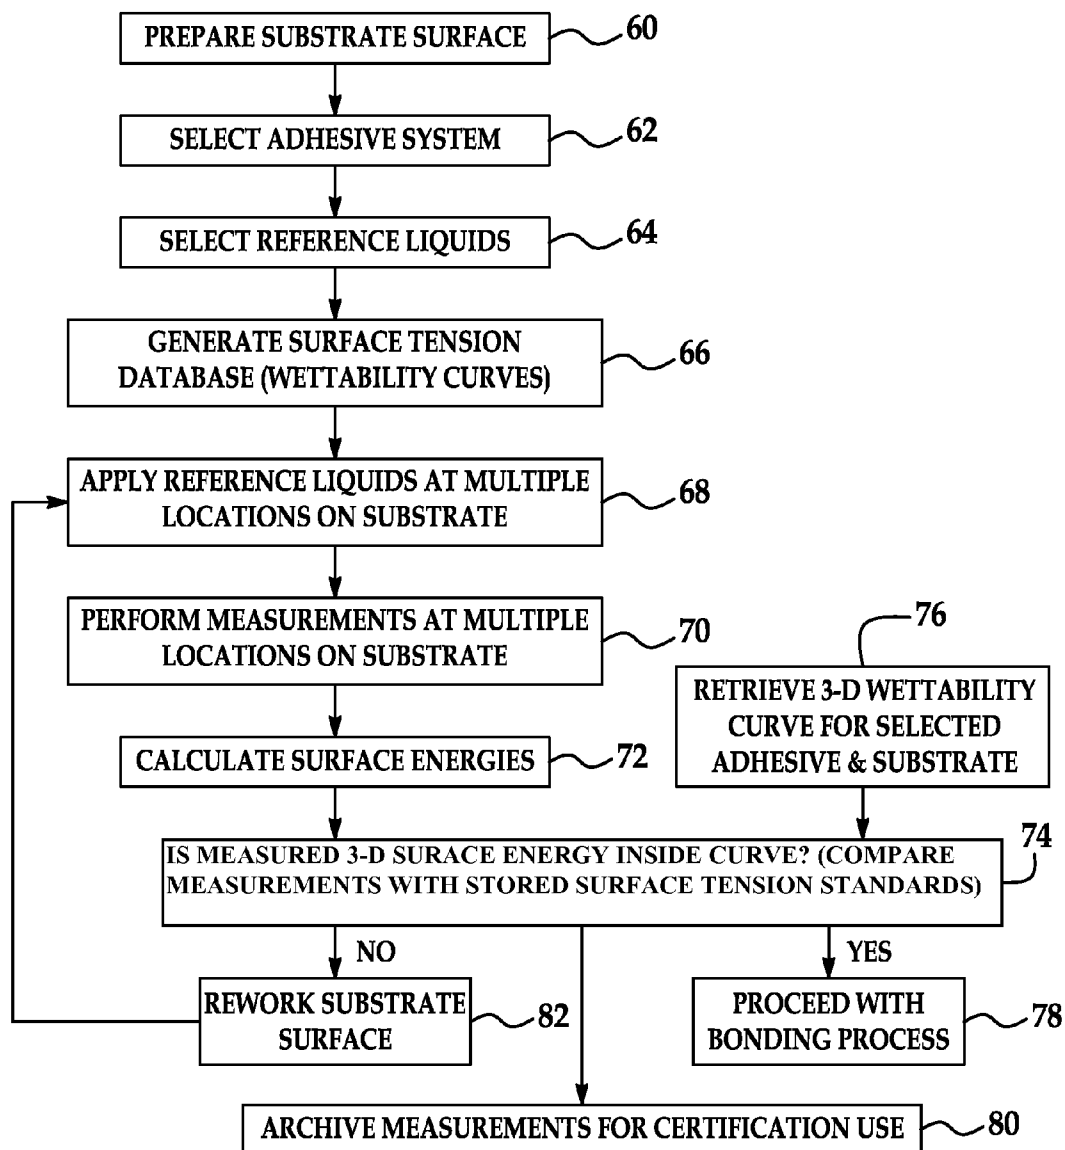 PREPARE SUBSTRATE SURFACE
60
SELECT ADHESIVE SYSTEM
62
SELECT REFERENCE LIQUIDS
64
GENERATE SURFACE TENSION
DATABASE (WETTABILITY CURVES)
66
APPLY REFERENCE LIQUIDS AT MULTIPLE
LOCATIONS ON SUBSTRATE
68
PERFORM MEASUREMENTS AT MULTIPLE
LOCATIONS ON SUBSTRATE
70
76
RETRIEVE 3-D WETTABILITY
CURVE FOR SELECTED
ADHESIVE & SUBSTRATE
CALCULATE SURFACE ENERGIES
72
IS MEASURED 3-D SURACE ENERGY INSIDE CURVE? (COMPARE
MEASUREMENTS WITH STORED SURFACE TENSION STANDARDS)
74
NO
YES
REWORK SUBSTRATE
SURFACE
82
PROCEED WITH
BONDING PROCESS
78
ARCHIVE MEASUREMENTS FOR CERTIFICATION USE
80